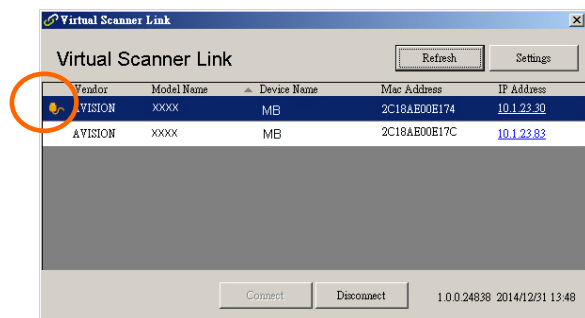 Virtual Scanner Link
Virtual Scanner Link Refresh Settings
Vendor Model Name Device Name Mac Address IP Address
AVISION XXXX MB 2C18AE00E174 10.1.23.30
AVISION XXXX MB 2C18AE00E17C 10.1.23.83
Connect Disconnect 1.0.0.24838 2014/12/31 13:48